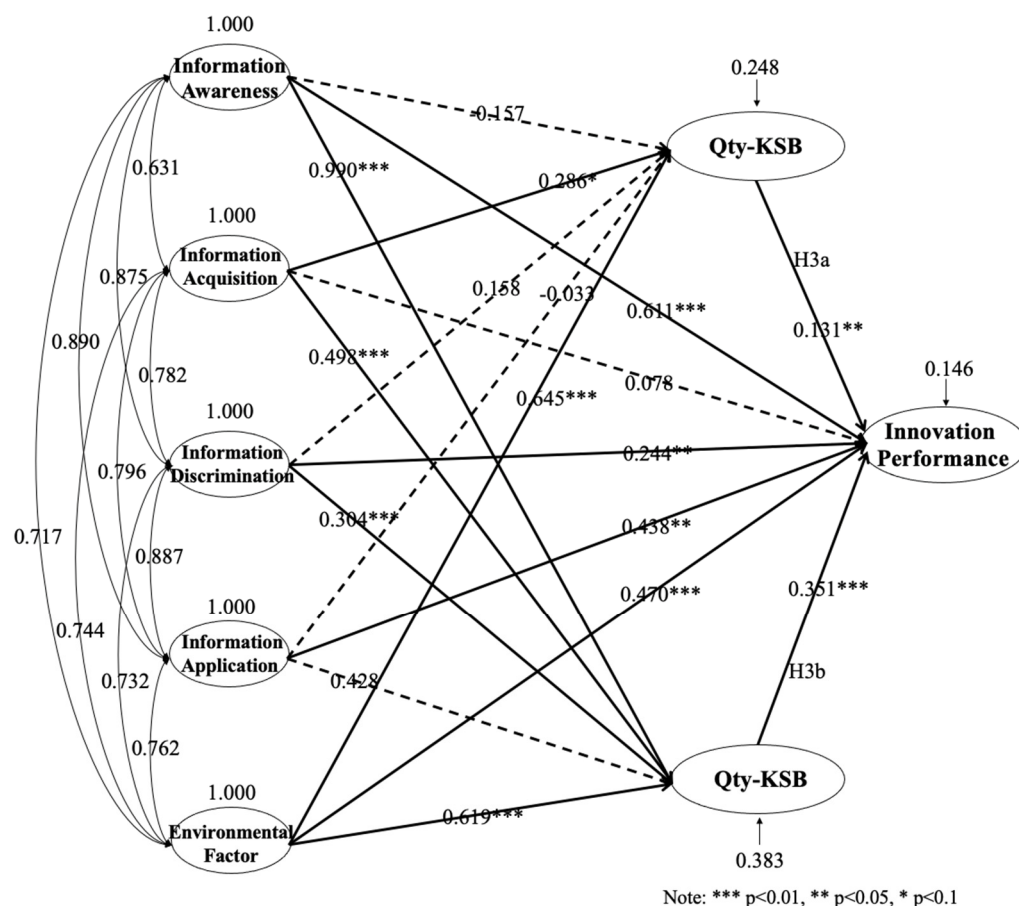 1.000
Information
Awareness
0.248
-0.157
Qty-KSB
0.631
0.990***
0.286*
1.000
Information
Acquisition
H3a
0.875
0.158
-0.033
0.611***
0.131**
0.890
0.498***
0.782
0.078
0.146
0.645***
1.000
Information
Discrimination
Innovation
Performance
0.244**
0.796
0.304***
0.438**
0.717
0.887
0.470***
0.351***
1.000
Information
Application
0.744
0.732
0.428
H3b
0.762
Qty-KSB
1.000
Environmental
Factor
0.619***
0.383
Note: *** p<0.01, ** p<0.05, * p<0.1